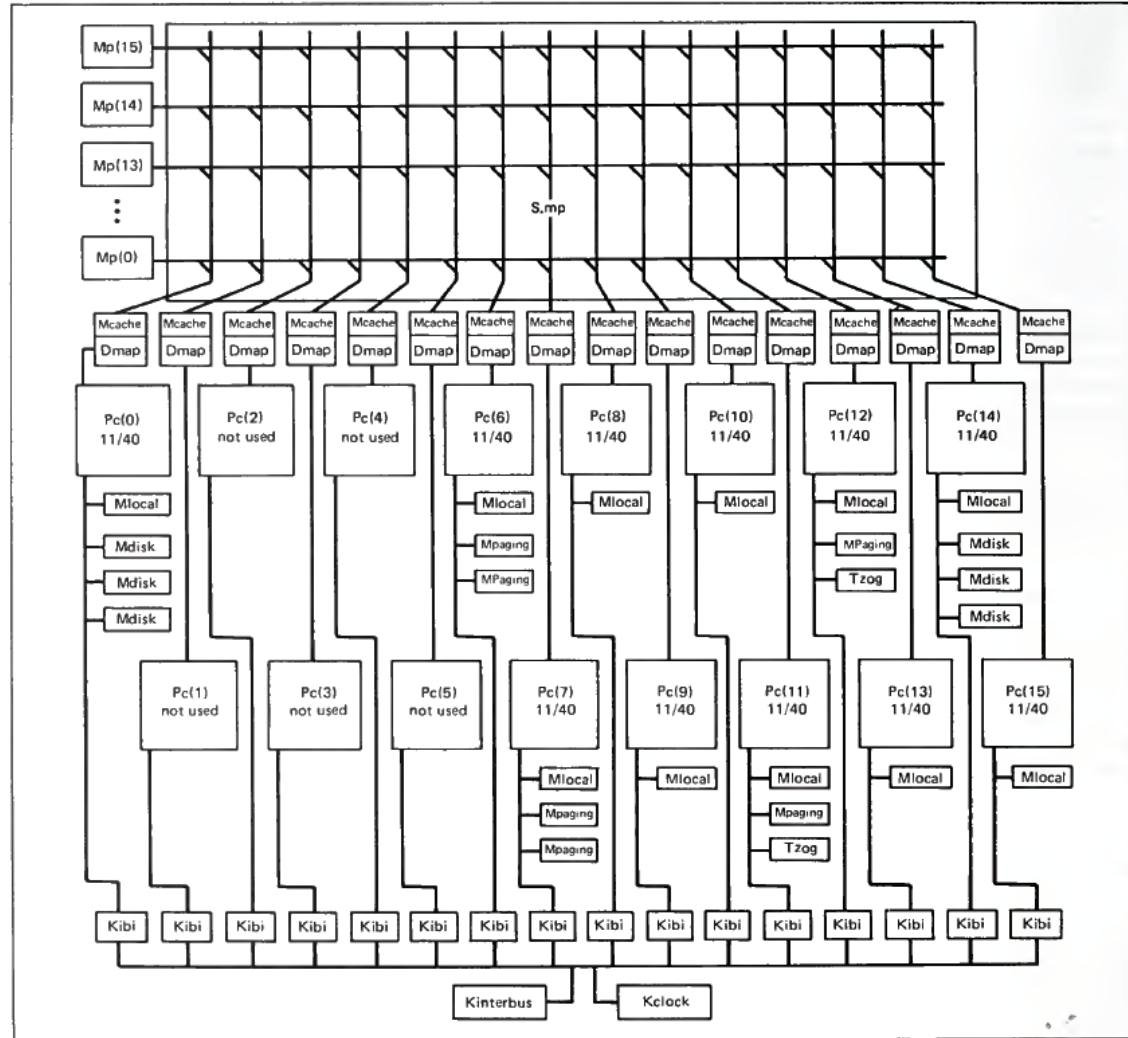 Mp(15)
Mp(14)
Mp(13)
S.mp
Mp(0)
Mcache Mcache Mcache Mcache Mcache Mcache Mcache Mcache Mcache Mcache Mcache Mcache Mcache Mcache Mcache Mcache
Dmap Dmap Dmap Dmap Dmap Dmap Dmap Dmap Dmap Dmap Dmap Dmap Dmap Dmap Dmap Dmap
Pc(0) Pc(2) Pc(4) Pc(6) Pc(8) Pc(10) Pc(12) Pc(14)
11/40 not used not used 11/40 11/40 11/40 11/40 11/40
Mlocal Mlocal Mlocal Mlocal Mlocal Mlocal
Mdisk Mpaging MPaging Mdisk
Mdisk MPaging Tzog Mdisk
Mdisk Mdisk
Pc(1) Pc(3) Pc(5) Pc(7) Pc(9) Pc(11) Pc(13) Pc(15)
not used not used not used 11/40 11/40 11/40 11/40 11/40
Mlocal Mlocal Mlocal Mlocal Mlocal
Mpaging Mpaging
Mpaging Tzog
Kibi Kibi Kibi Kibi Kibi Kibi Kibi Kibi Kibi Kibi Kibi Kibi Kibi Kibi Kibi Kibi
Kinterbus Kclock